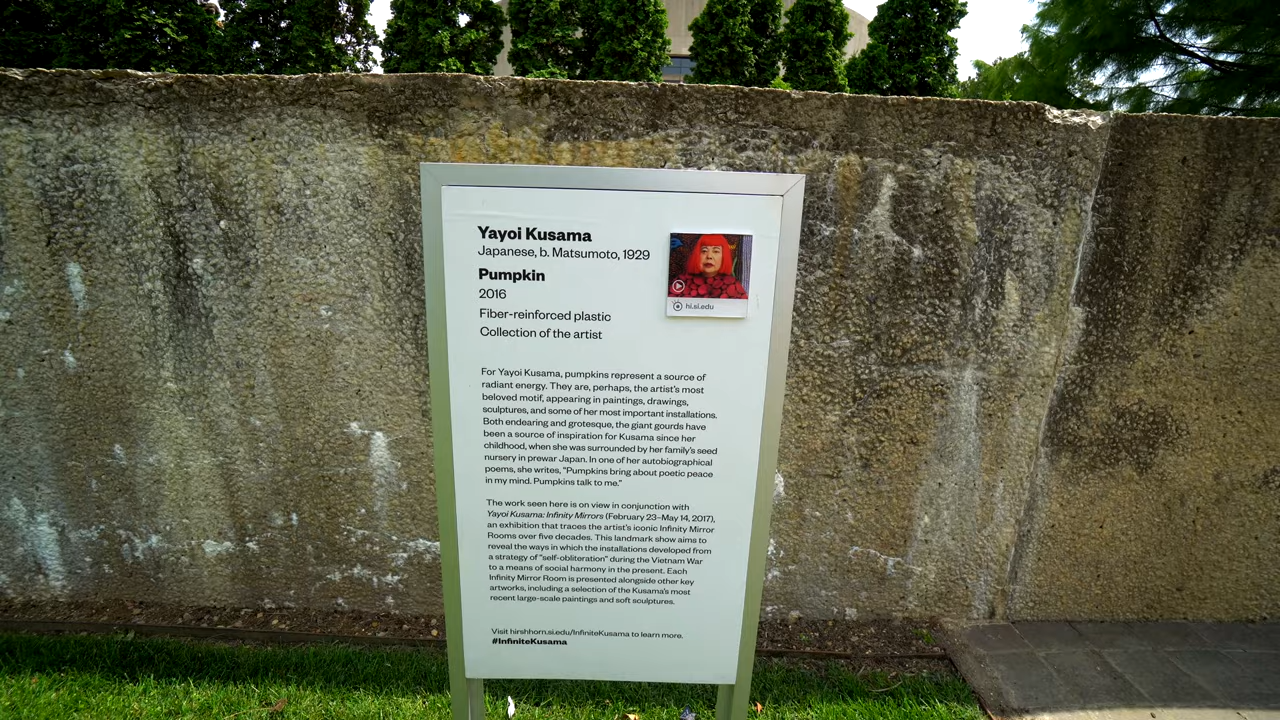 Yayoi Kusama
Japanese, b. Matsumoto, 1929
Pumpkin
2016
Fiber-reinforced plastic
Collection of the artist
hi.si.edu
For Yayoi Kusama, pumpkins represent a source of
radiant energy. They are, perhaps, the artist's most
beloved motif, appearing in paintings, drawings,
sculptures, and some of her most important installations.
Both endearing and grotesque, the giant gourds have
been a source of inspiration for Kusama since her
childhood, when she was surrounded by her family's seed
nursery in prewar Japan. In one of her autobiographical
poems, she writes, "Pumpkins bring about poetic peace
in my mind. Pumpkins talk to me."
The work seen here is on view in conjunction with
Yayoi Kusama: Infinity Mirrors (February 23–May 14, 2017),
an exhibition that traces the artist's iconic Infinity Mirror
Rooms over five decades. This landmark show aims to
reveal the ways in which the installations developed from
a strategy of "self-obliteration" during the Vietnam War
to a means of social harmony in the present. Each
Infinity Mirror Room is presented alongside other key
artworks, including a selection of the Kusama's most
recent large-scale paintings and soft sculptures.
Visit hirshhorn.si.edu/InfiniteKusama to learn more.
#InfiniteKusama